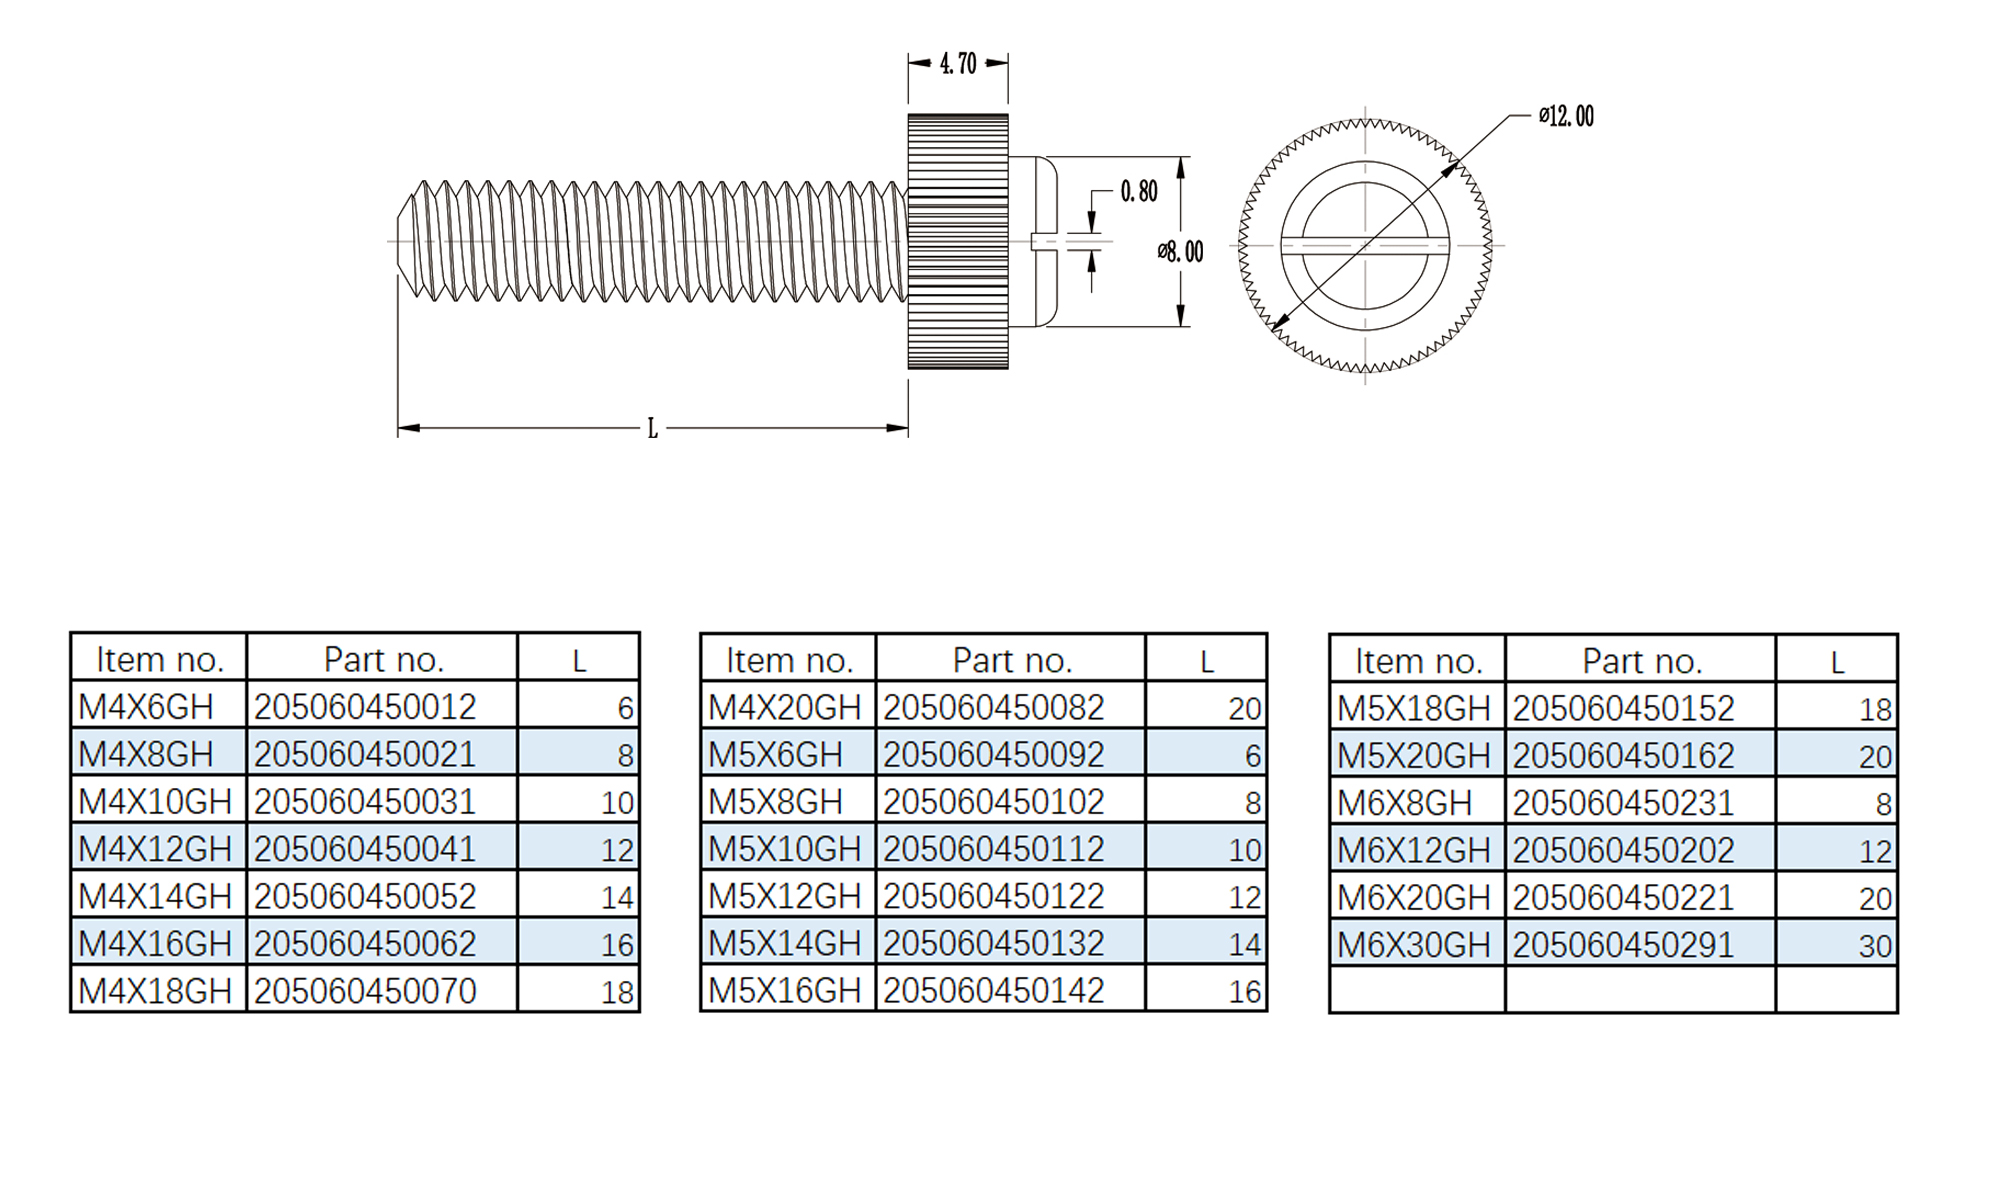 4.70
ø12.00
0.80
ø8.00
L
Item no. Part no. L
M4X6GH 205060450012 6
M4X8GH 205060450021 8
M4X10GH 205060450031 10
M4X12GH 205060450041 12
M4X14GH 205060450052 14
M4X16GH 205060450062 16
M4X18GH 205060450070 18
Item no. Part no. L
M4X20GH 205060450082 20
M5X6GH 205060450092 6
M5X8GH 205060450102 8
M5X10GH 205060450112 10
M5X12GH 205060450122 12
M5X14GH 205060450132 14
M5X16GH 205060450142 16
Item no. Part no. L
M5X18GH 205060450152 18
M5X20GH 205060450162 20
M6X8GH 205060450231 8
M6X12GH 205060450202 12
M6X20GH 205060450221 20
M6X30GH 205060450291 30